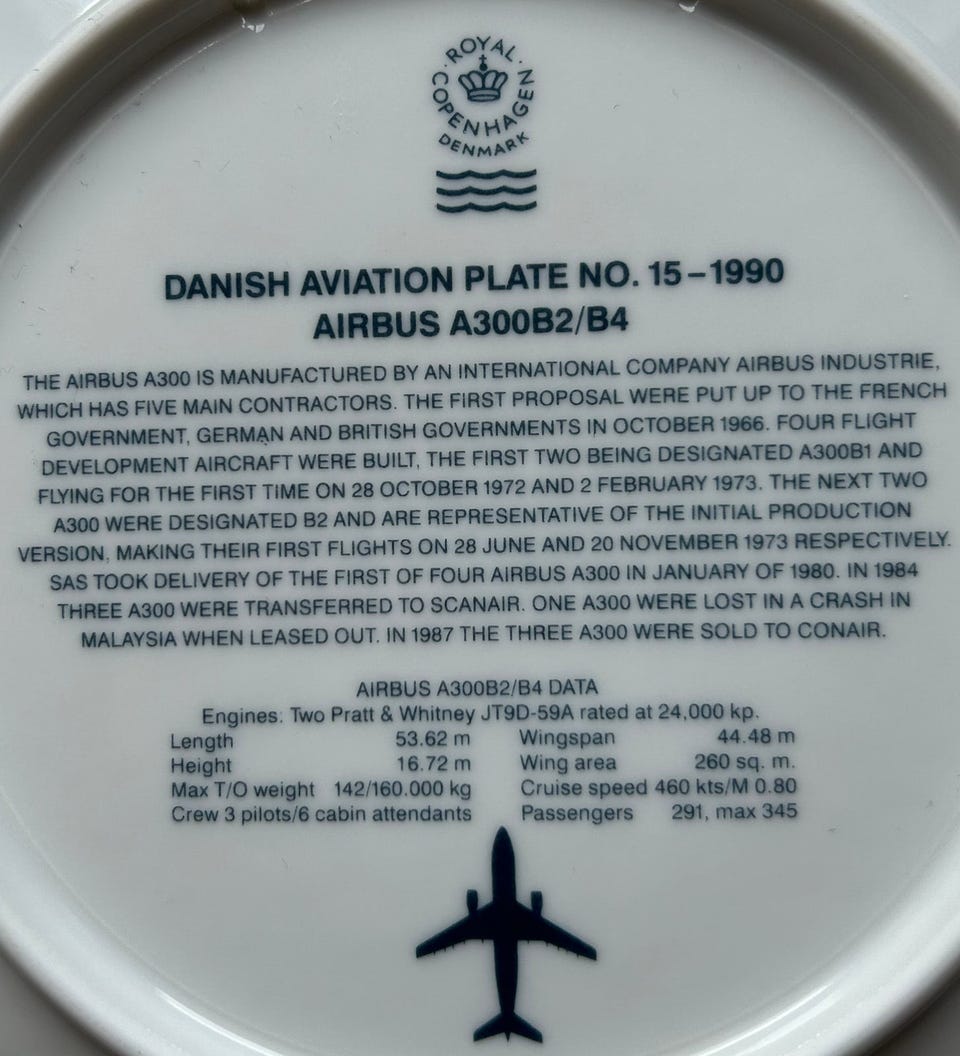 ROYAL COPENHAGEN
DENMARK
DANISH AVIATION PLATE NO. 15–1990
AIRBUS A300B2/B4
THE AIRBUS A300 IS MANUFACTURED BY AN INTERNATIONAL COMPANY AIRBUS INDUSTRIE,
WHICH HAS FIVE MAIN CONTRACTORS. THE FIRST PROPOSAL WERE PUT UP TO THE FRENCH
GOVERNMENT, GERMAN AND BRITISH GOVERNMENTS IN OCTOBER 1966. FOUR FLIGHT
DEVELOPMENT AIRCRAFT WERE BUILT, THE FIRST TWO BEING DESIGNATED A300B1 AND
FLYING FOR THE FIRST TIME ON 28 OCTOBER 1972 AND 2 FEBRUARY 1973. THE NEXT TWO
A300 WERE DESIGNATED B2 AND ARE REPRESENTATIVE OF THE INITIAL PRODUCTION
VERSION, MAKING THEIR FIRST FLIGHTS ON 28 JUNE AND 20 NOVEMBER 1973 RESPECTIVELY.
SAS TOOK DELIVERY OF THE FIRST OF FOUR AIRBUS A300 IN JANUARY OF 1980. IN 1984
THREE A300 WERE TRANSFERRED TO SCANAIR. ONE A300 WERE LOST IN A CRASH IN
MALAYSIA WHEN LEASED OUT. IN 1987 THE THREE A300 WERE SOLD TO CONAIR.
AIRBUS A300B2/B4 DATA
Engines: Two Pratt & Whitney JT9D-59A rated at 24,000 kp.
Length 53.62 m Wingspan 44.48 m
Height 16.72 m Wing area 260 sq. m.
Max T/O weight 142/160.000 kg Cruise speed 460 kts/M 0.80
Crew 3 pilots/6 cabin attendants Passengers 291, max 345